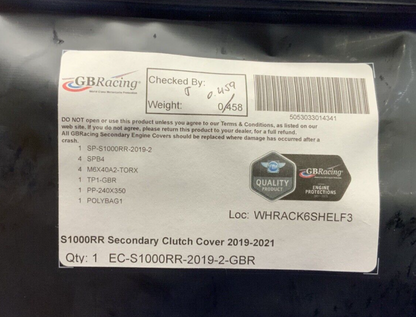 GBRacing
Checked By:
0.459
Weight: 0/458
5053033014341
DO NOT open or use this product unless you agree to our Terms & Conditions, as listed on our
web site. If you do not agree, please return this product to your dealer, for a full refund.
All GBRacing Secondary Engine Covers should be replaced where damage has occurred after a
crash.
1 SP-S1000RR-2019-2
4 SPB4
4 M6X40A2-TORX
1 TP1-GBR
1 PP-240X350
1 POLYBAG1
QUALITY
PRODUCT
GBRacing
ENGINE
PROTECTIONS
Loc: WHRACK6SHELF3
S1000RR Secondary Clutch Cover 2019-2021
Qty: 1 EC-S1000RR-2019-2-GBR